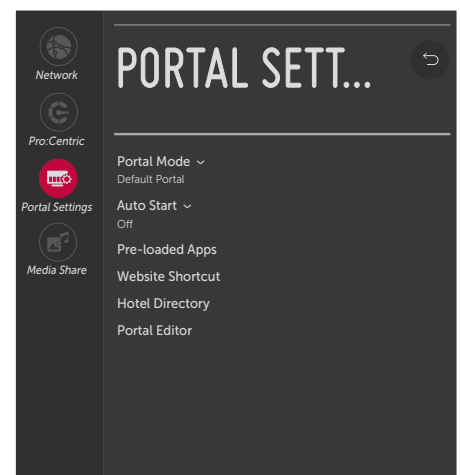 Network
Pro:Centric
Portal Settings
Media Share
PORTAL SETT...
Portal Mode
Default Portal
Auto Start
Off
Pre-loaded Apps
Website Shortcut
Hotel Directory
Portal Editor